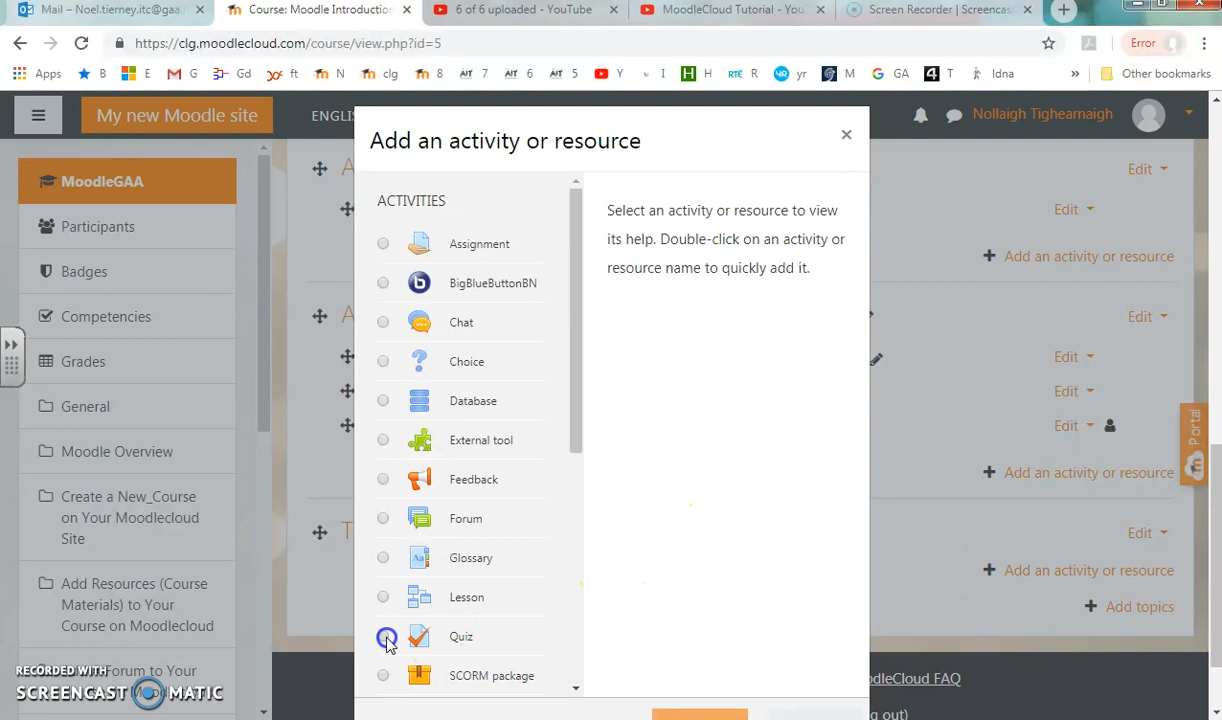 Mail – Noel.tierney.itc@gaa
Course: Moodle Introduction
6 of 6 uploaded - YouTube
MoodleCloud Tutorial - You
Screen Recorder | Screencas
https://clg.moodlecloud.com/course/view.php?id=5
Error
Apps B E G Gd ft N clg 8 AIT 7 AIT 6 AIT 5 Y I H RTE R yr M GA 4 T Idna » Other bookmarks
My new Moodle site
ENGLIS
Nollaigh Tighearnaigh
MoodleGAA
Participants
Badges
Competencies
Grades
General
Moodle Overview
Create a New_Course
on Your Moodlecloud
Site
Add Resources (Course
Materials) to Your
Course on Moodlecloud
Forum to Your
RECORDED WITH
SCREENCAST MATIC
Add an activity or resource
×
ACTIVITIES
Assignment
BigBlueButtonBN
Chat
Choice
Database
External tool
Feedback
Forum
Glossary
Lesson
Quiz
SCORM package
Select an activity or resource to view
its help. Double-click on an activity or
resource name to quickly add it.
Edit
Edit
Add an activity or resource
Edit
Edit
Edit
Edit
Add an activity or resource
Edit
Add an activity or resource
Add topics
Portal
dleCloud FAQ
g out)